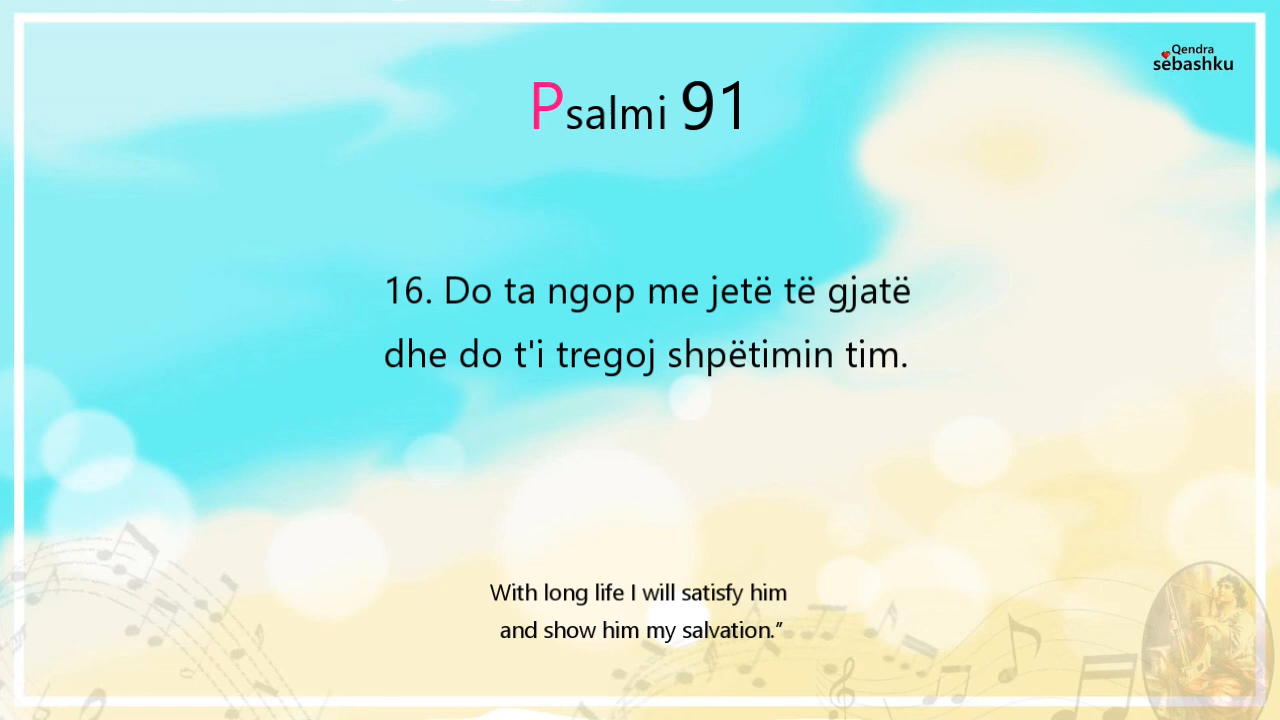 Qendra
sëbashku
Psalmi 91
16. Do ta ngop me jetë të gjatë
dhe do t'i tregoj shpëtimin tim.
With long life I will satisfy him
and show him my salvation.”